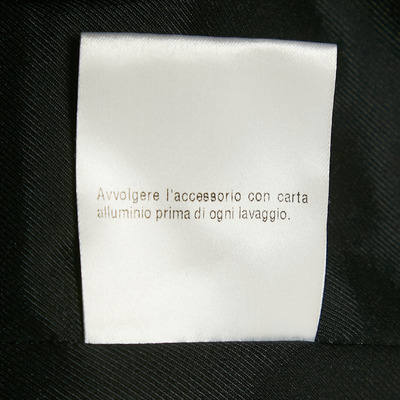 Avvolgere l'accessorio con carta
alluminio prima di ogni lavaggio.